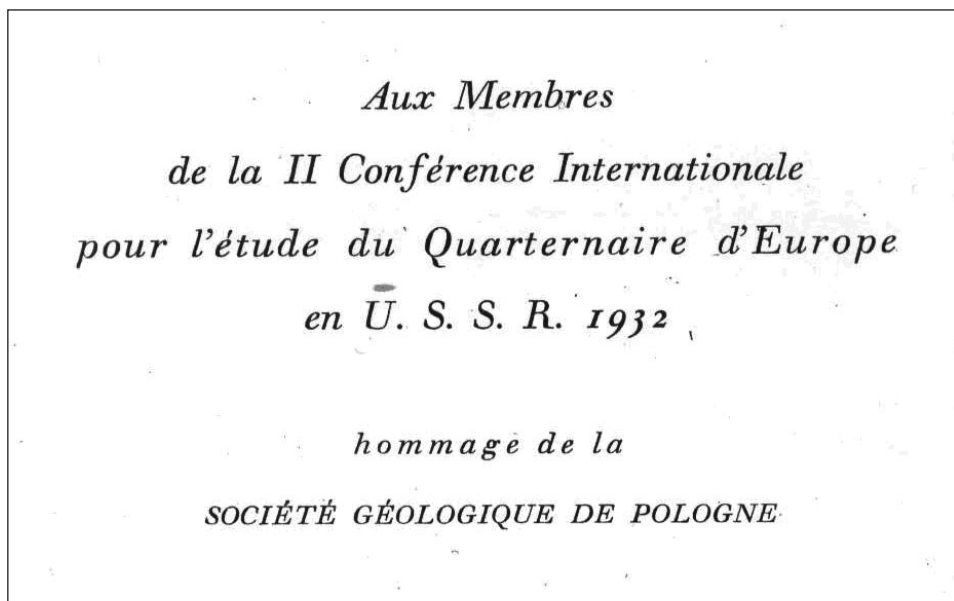 Aux Membres
de la II Conférence Internationale
pour l'étude du Quarternaire d'Europe
en U. S. S. R. 1932
hommage de la
SOCIÉTÉ GÉOLOGIQUE DE POLOGNE